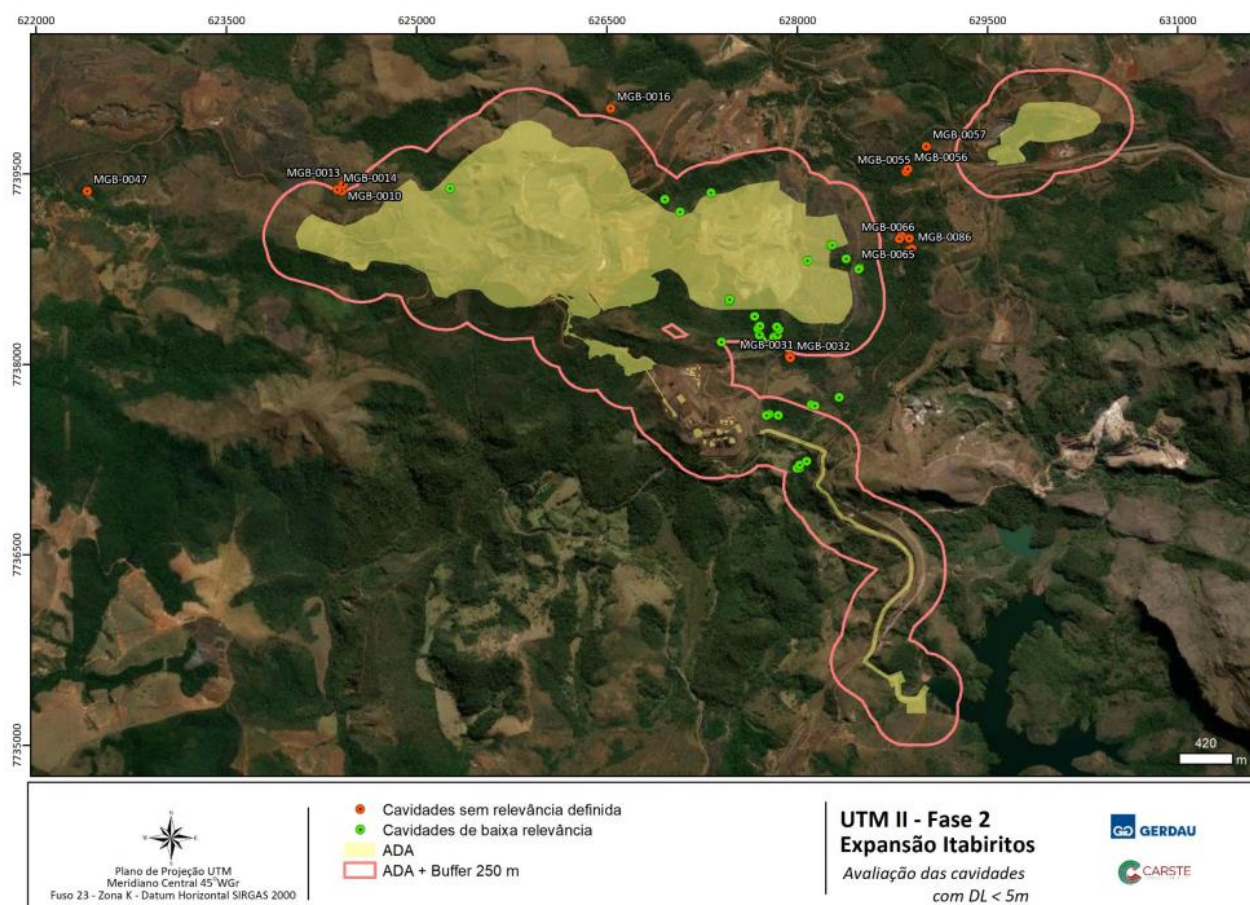 622000 623500 625000 626500 628000 629500 631000
MGB-0016
MGB-0057
7739500
MGB-0055 MGB-0056
MGB-0013 MGB-0014
MGB-0047
MGB-0010
MGB-0066
MGB-0086
MGB-0065
7738000
MGB-0031 MGB-0032
7736500
7735000
420
m
N
Plano de Projeção UTM
Meridiano Central 45°WGr
Fuso 23 - Zona K - Datum Horizontal SIRGAS 2000
Cavidades sem relevância definida
Cavidades de baixa relevância
ADA
ADA + Buffer 250 m
UTM II - Fase 2
Expansão Itabiritos
Avaliação das cavidades
com DL < 5m
GERDAU
CARSTE